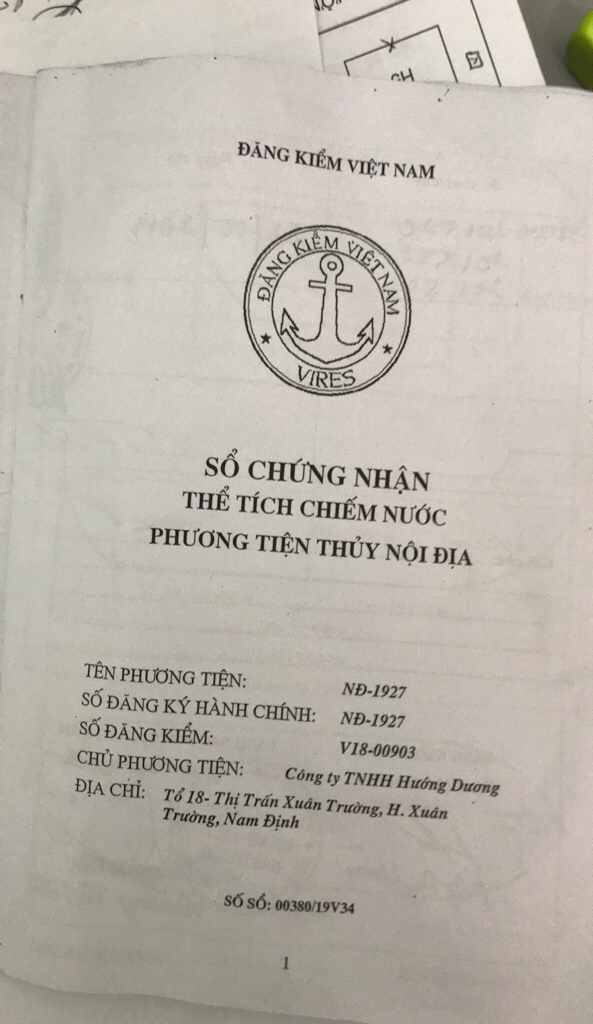 ĐĂNG KIỂM VIỆT NAM
ĐĂNG KIỂM VIỆT NAM
VIRES
SỔ CHỨNG NHẬN
THỂ TÍCH CHIẾM NƯỚC
PHƯƠNG TIỆN THỦY NỘI ĐỊA
TÊN PHƯƠNG TIỆN: NĐ-1927
SỐ ĐĂNG KÝ HÀNH CHÍNH: NĐ-1927
SỐ ĐĂNG KIỂM: V18-00903
CHỦ PHƯƠNG TIỆN: Công ty TNHH Hướng Dương
ĐỊA CHỈ: Tổ 18- Thị Trấn Xuân Trường, H. Xuân
Trường, Nam Định
SỐ SỔ: 00380/19V34
1